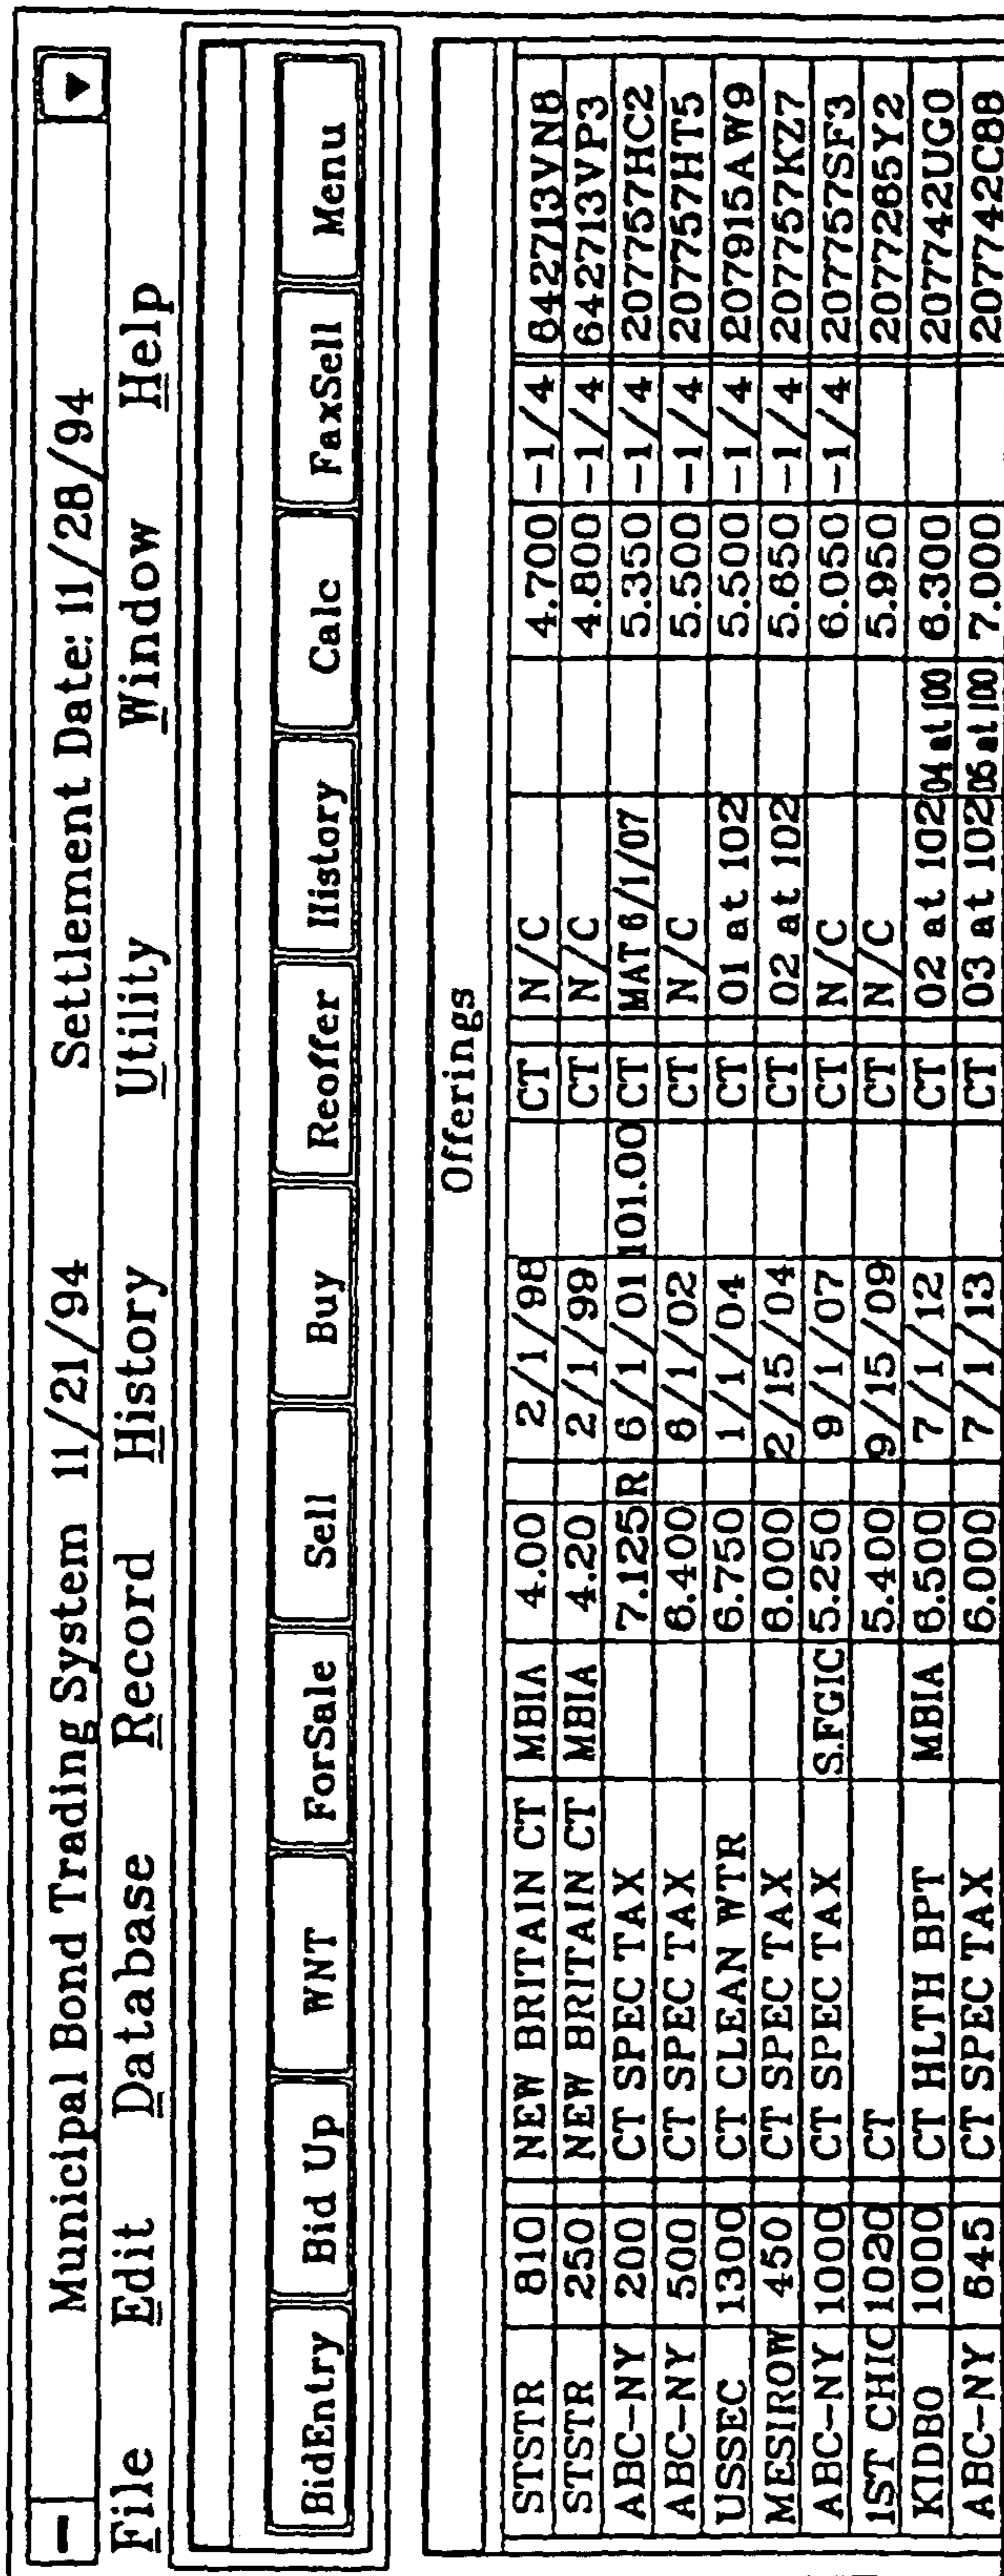 Municipal Bond Trading System 11/21/94 Settlement Date: 11/28/94
File Edit Database Record History Utility Window Help
BidEntry Bid Up WNT ForSale Sell Buy Reoffer History Calc FaxSell Menu
Offerings
STSTR 810 NEW BRITAIN CT MBIA 4.00 2/1/98 CT N/C 4.700 -1/4 642713VN8
STSTR 250 NEW BRITAIN CT MBIA 4.20 2/1/99 CT N/C 4.800 -1/4 642713VP3
ABC-NY 200 CT SPEC TAX 7.125 R 6/1/01 101.00 CT MAT 6/1/07 5.350 -1/4 207757HC2
ABC-NY 500 CT SPEC TAX 6.400 6/1/02 CT N/C 5.500 -1/4 207757HT5
USSEC 1300 CT CLEAN WTR 6.750 1/1/04 CT 01 at 102 5.500 -1/4 207915AW9
MESIROW 450 CT SPEC TAX 6.000 2/15/04 CT 02 at 102 5.650 -1/4 207757KZ7
ABC-NY 1000 CT SPEC TAX S.FGIC 5.250 9/1/07 CT N/C 6.050 -1/4 207757SF3
1ST CHIC 1020 CT 5.400 9/15/09 CT N/C 5.950 2077285Y2
KIDBO 1000 CT HLTH BPT MBIA 6.500 7/1/12 CT 02 at 102 04 at 100 6.300 207742UG0
ABC-NY 645 CT SPEC TAX 6.000 7/1/13 CT 03 at 102 05 at 100 7.000 207742C88